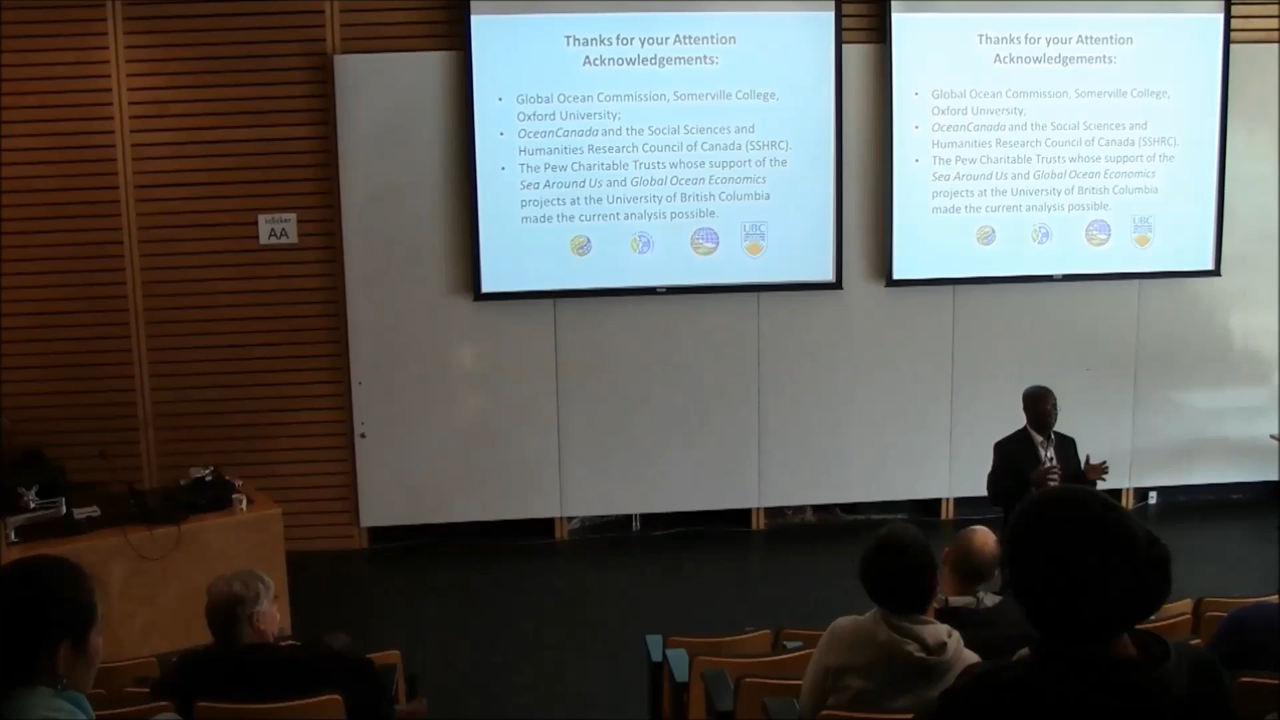 Thanks for your Attention
Acknowledgements:
• Global Ocean Commission, Somerville College,
Oxford University;
• OceanCanada and the Social Sciences and
Humanities Research Council of Canada (SSHRC).
• The Pew Charitable Trusts whose support of the
Sea Around Us and Global Ocean Economics
projects at the University of British Columbia
made the current analysis possible.
UBC
Thanks for your Attention
Acknowledgements:
• Global Ocean Commission, Somerville College,
Oxford University;
• OceanCanada and the Social Sciences and
Humanities Research Council of Canada (SSHRC).
• The Pew Charitable Trusts whose support of the
Sea Around Us and Global Ocean Economics
projects at the University of British Columbia
made the current analysis possible.
UBC
iclicker
AA